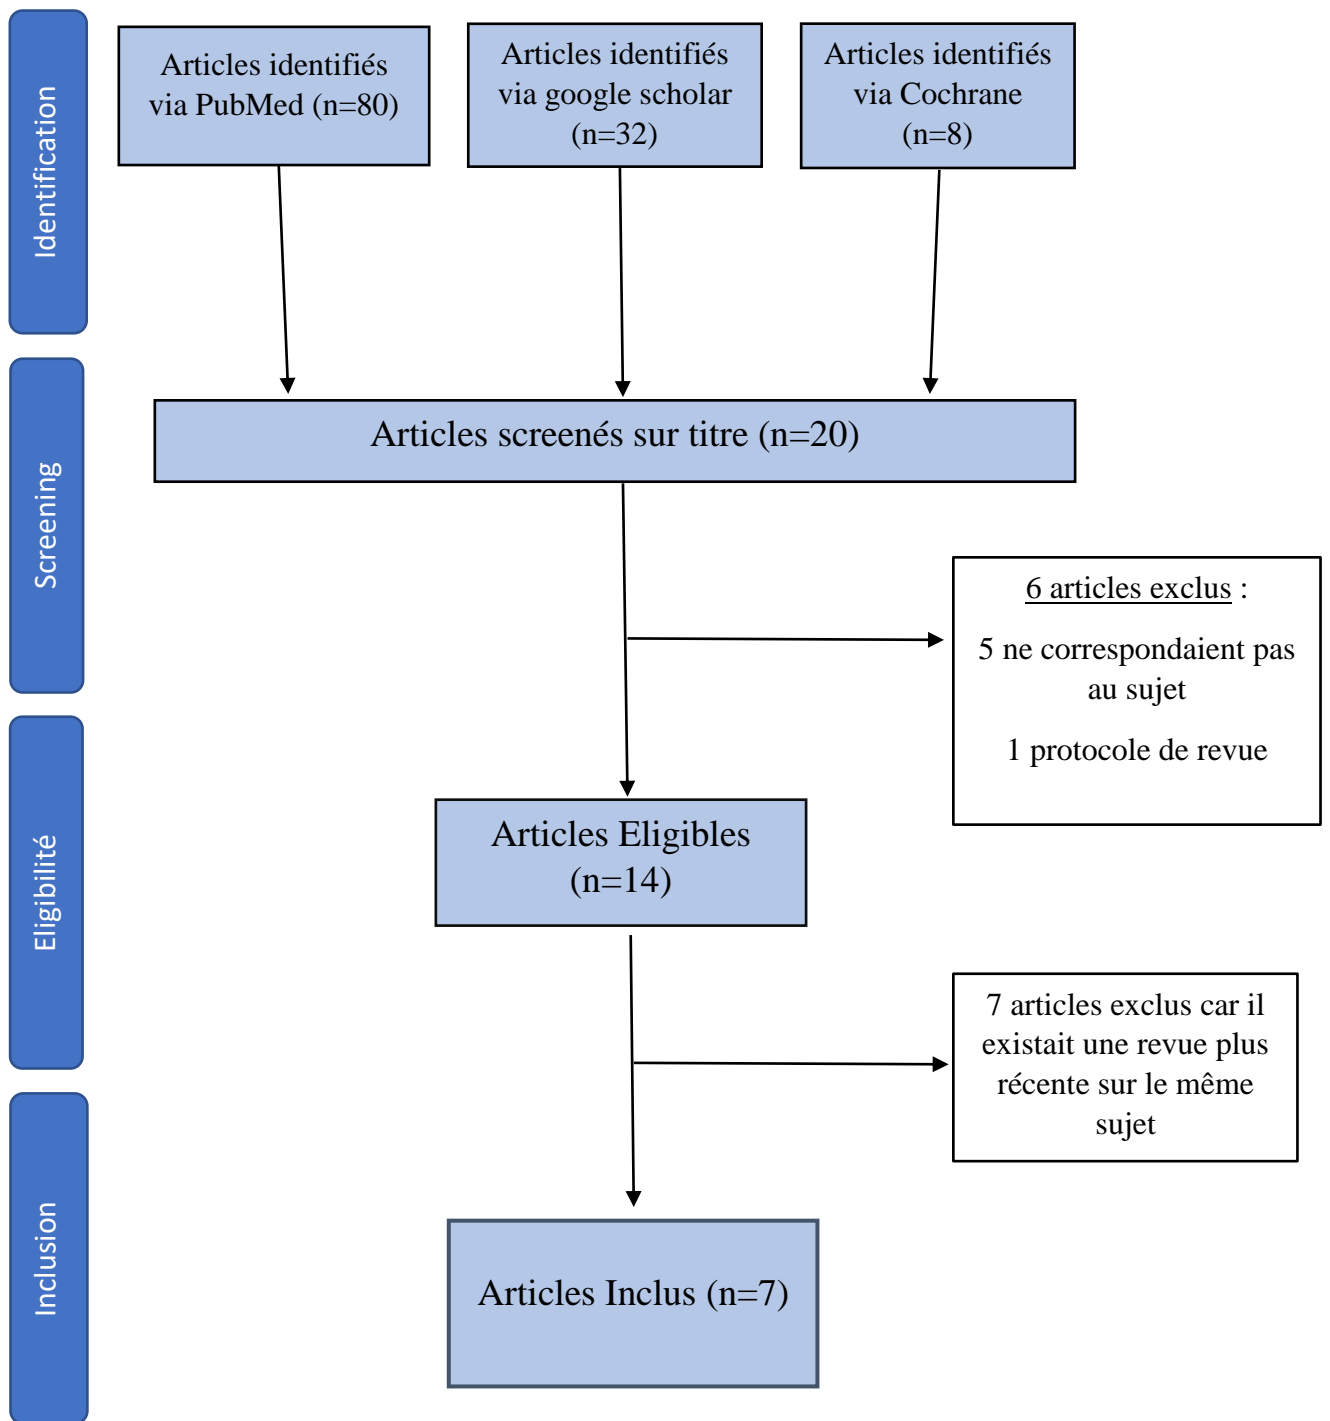 Identification
Articles identifiés
via PubMed (n=80)
Articles identifiés
via google scholar
(n=32)
Articles identifiés
via Cochrane
(n=8)
Screening
Articles screenés sur titre (n=20)
6 articles exclus :
5 ne correspondaient pas
au sujet
1 protocole de revue
Eligibilité
Articles Eligibles
(n=14)
7 articles exclus car il
existait une revue plus
récente sur le même
sujet
Inclusion
Articles Inclus (n=7)